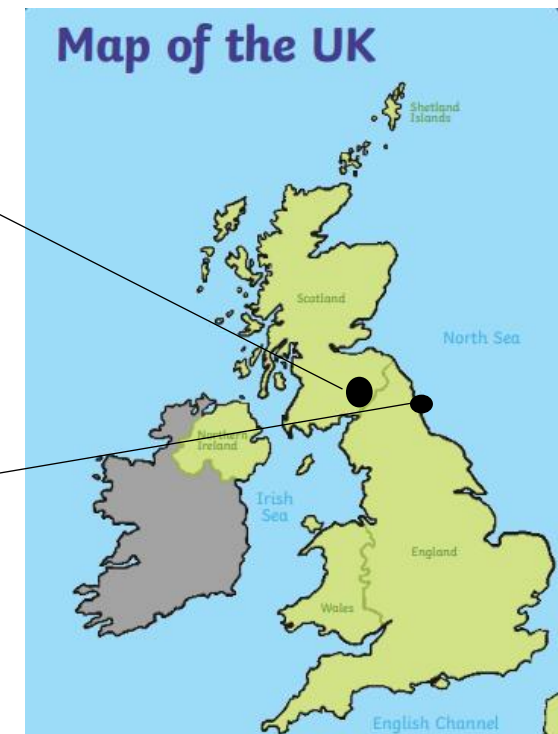 Map of the UK
Shetland
Islands
Scotland
North Sea
Northern
Ireland
Irish
Sea
England
Wales
English Channel